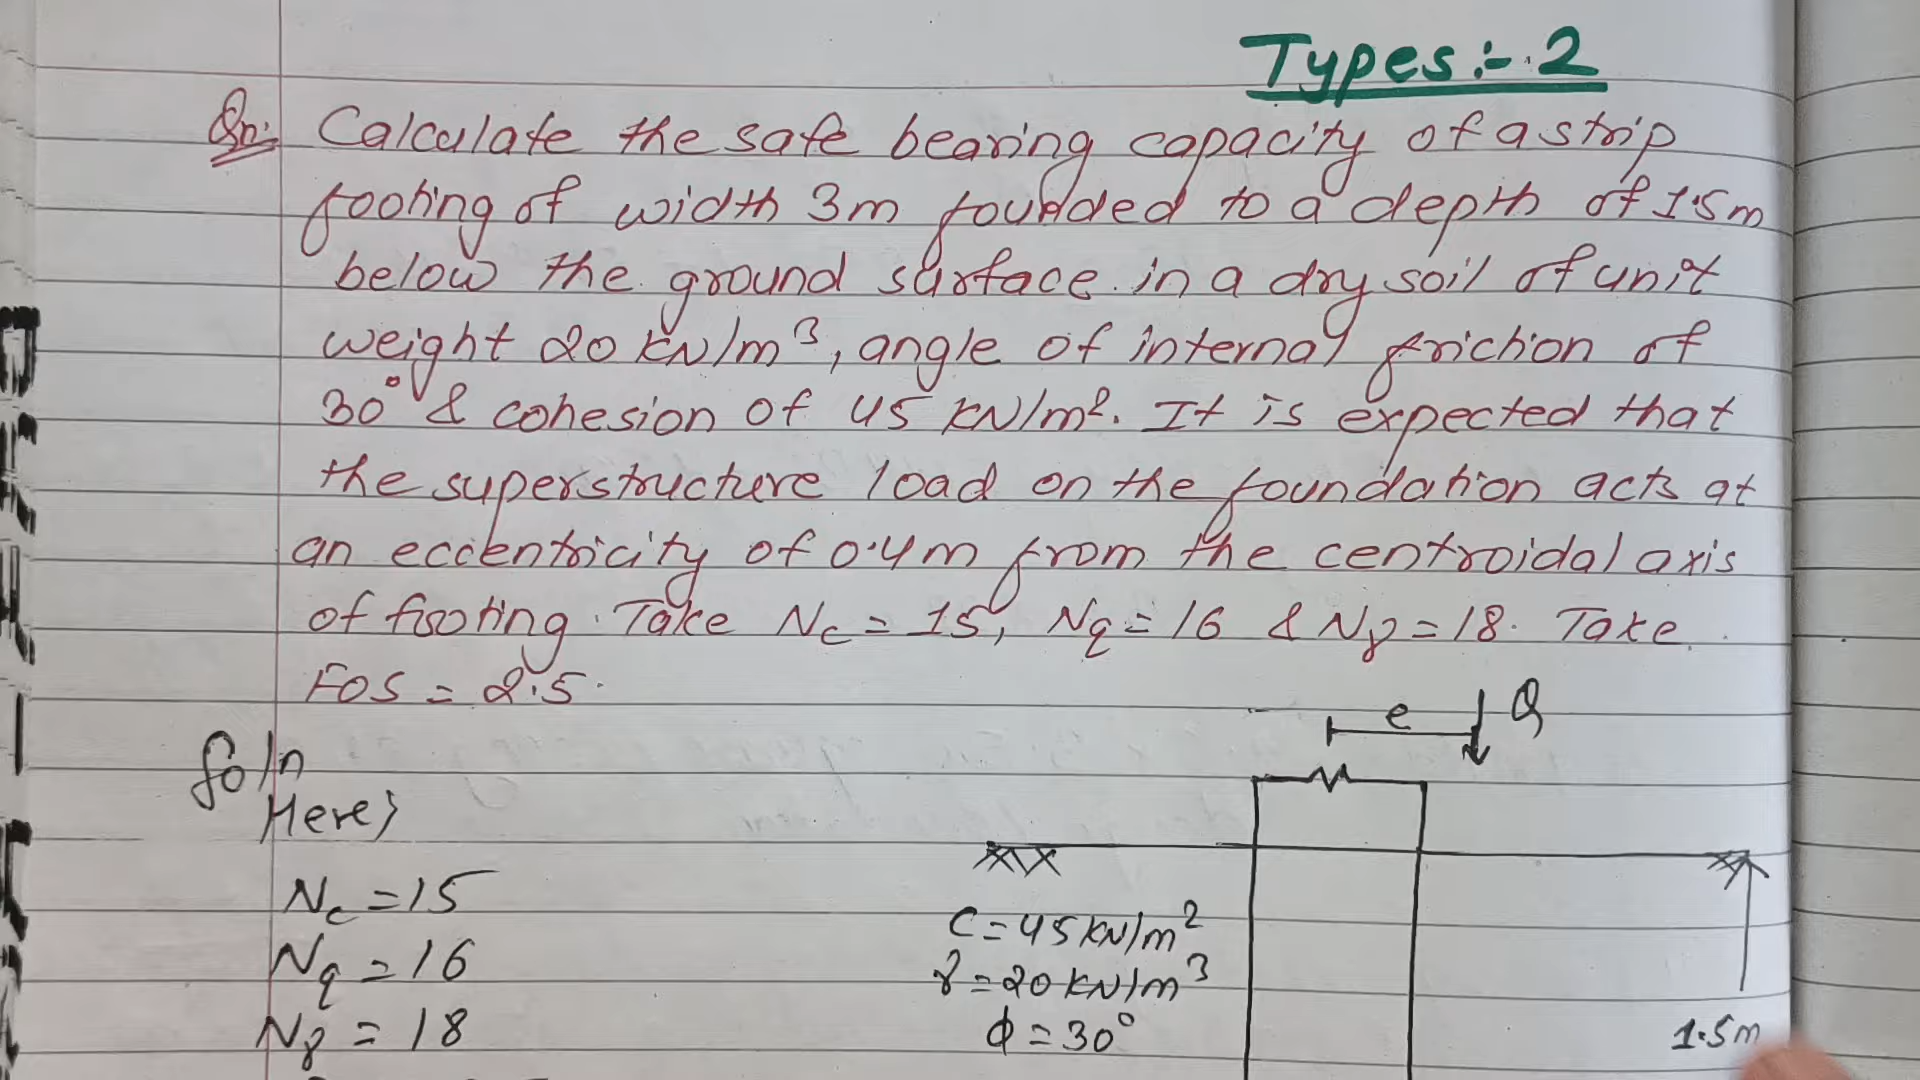 Types:- 2
Qn: Calculate the safe bearing capacity of a strip
footing of width 3m founded to a depth of 1.5m
below the ground surface in a dry soil of unit
weight 20 kN/m³, angle of internal friction of
30° & cohesion of 45 kN/m². It is expected that
the superstructure load on the foundation acts at
an eccentricity of 0.4m from the centroidal axis
of footing. Take Nc = 15, Nq = 16 & Nγ = 18. Take
FOS = 2.5.
e Q
Soln
Here,
Nc = 15
C = 45 kN/m²
Nq = 16
γ = 20 kN/m³
Nγ = 18
φ = 30°
1.5m